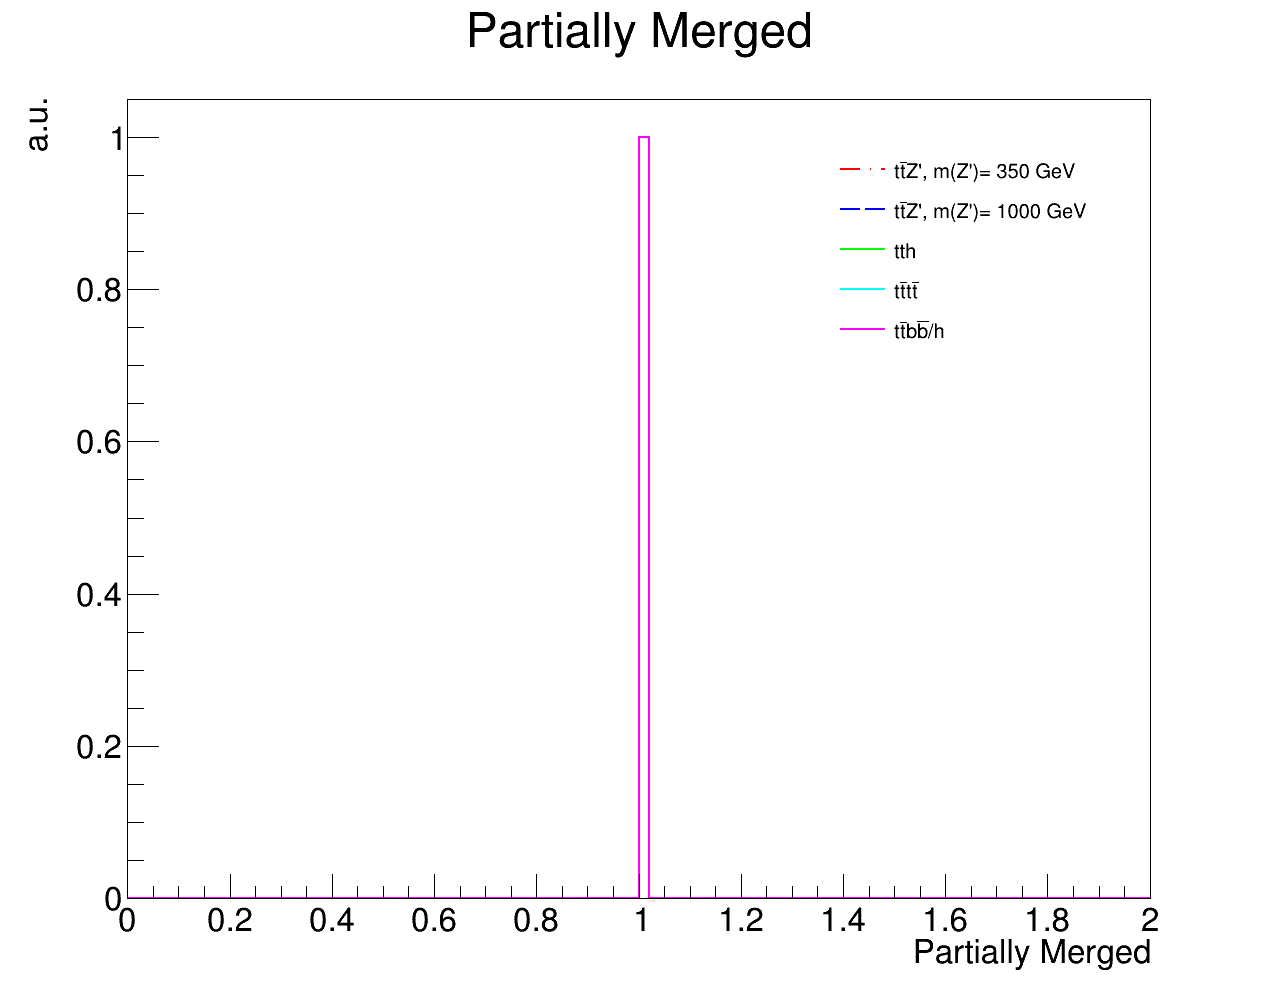 Partially Merged
a.u.
1
0.8
0.6
0.4
0.2
0
tt̅Z', m(Z')= 350 GeV
tt̅Z', m(Z')= 1000 GeV
tth
tt̅tt̅
tt̅bb̅/h
0 0.2 0.4 0.6 0.8 1 1.2 1.4 1.6 1.8 2
Partially Merged